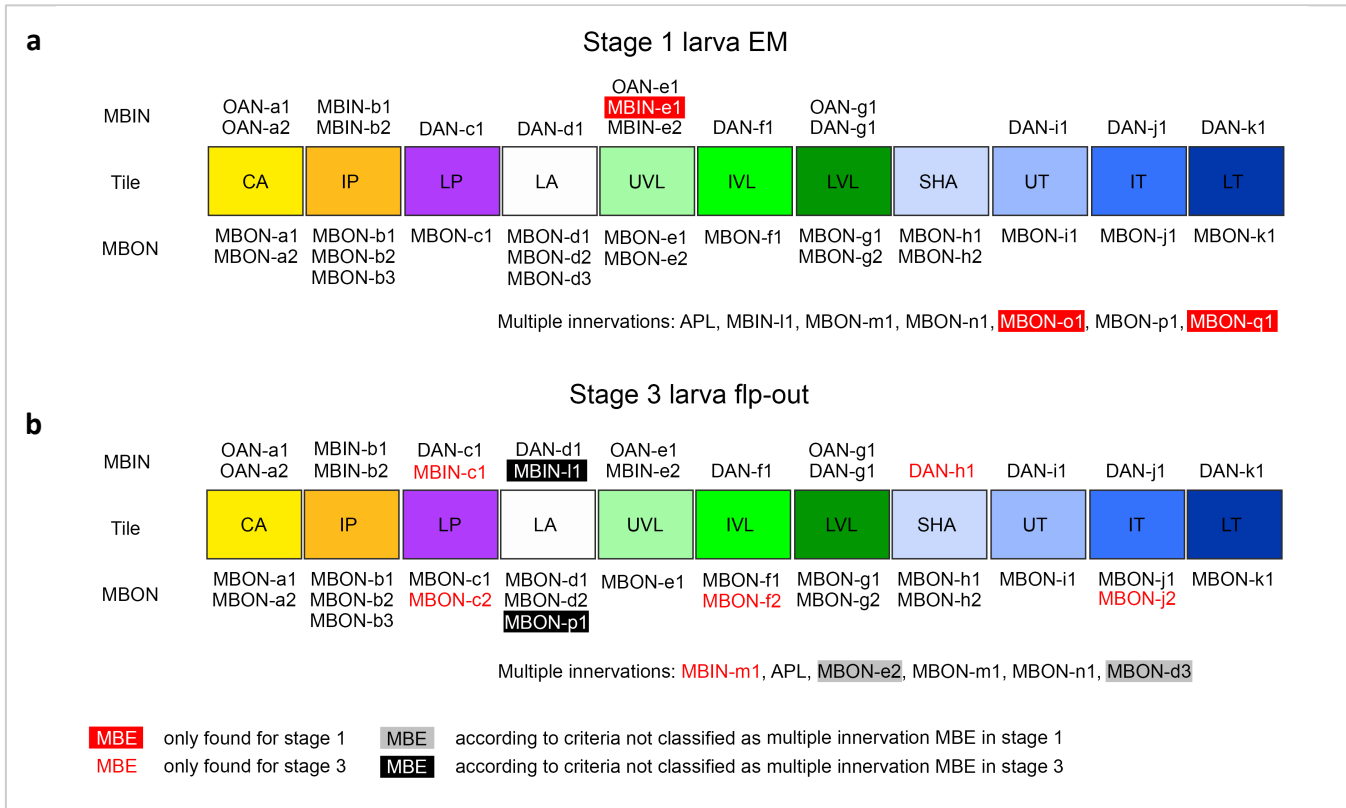 a
Stage 1 larva EM
OAN-e1
MBIN OAN-a1 MBIN-b1 MBIN-e1 OAN-g1
OAN-a2 MBIN-b2 DAN-c1 DAN-d1 MBIN-e2 DAN-f1 DAN-g1 DAN-i1 DAN-j1 DAN-k1
Tile CA IP LP LA UVL IVL LVL SHA UT IT LT
MBON MBON-a1 MBON-b1 MBON-c1 MBON-d1 MBON-e1 MBON-f1 MBON-g1 MBON-h1 MBON-i1 MBON-j1 MBON-k1
MBON-a2 MBON-b2 MBON-d2 MBON-e2 MBON-g2 MBON-h2
MBON-b3 MBON-d3
Multiple innervations: APL, MBIN-l1, MBON-m1, MBON-n1, MBON-o1, MBON-p1, MBON-q1
Stage 3 larva flp-out
b
MBIN OAN-a1 MBIN-b1 DAN-c1 DAN-d1 OAN-e1 OAN-g1
OAN-a2 MBIN-b2 MBIN-c1 MBIN-l1 MBIN-e2 DAN-f1 DAN-g1 DAN-h1 DAN-i1 DAN-j1 DAN-k1
Tile CA IP LP LA UVL IVL LVL SHA UT IT LT
MBON MBON-a1 MBON-b1 MBON-c1 MBON-d1 MBON-e1 MBON-f1 MBON-g1 MBON-h1 MBON-i1 MBON-j1 MBON-k1
MBON-a2 MBON-b2 MBON-c2 MBON-d2 MBON-f2 MBON-g2 MBON-h2 MBON-j2
MBON-b3 MBON-p1
Multiple innervations: MBIN-m1, APL, MBON-e2, MBON-m1, MBON-n1, MBON-d3
MBE only found for stage 1 MBE according to criteria not classified as multiple innervation MBE in stage 1
MBE only found for stage 3 MBE according to criteria not classified as multiple innervation MBE in stage 3